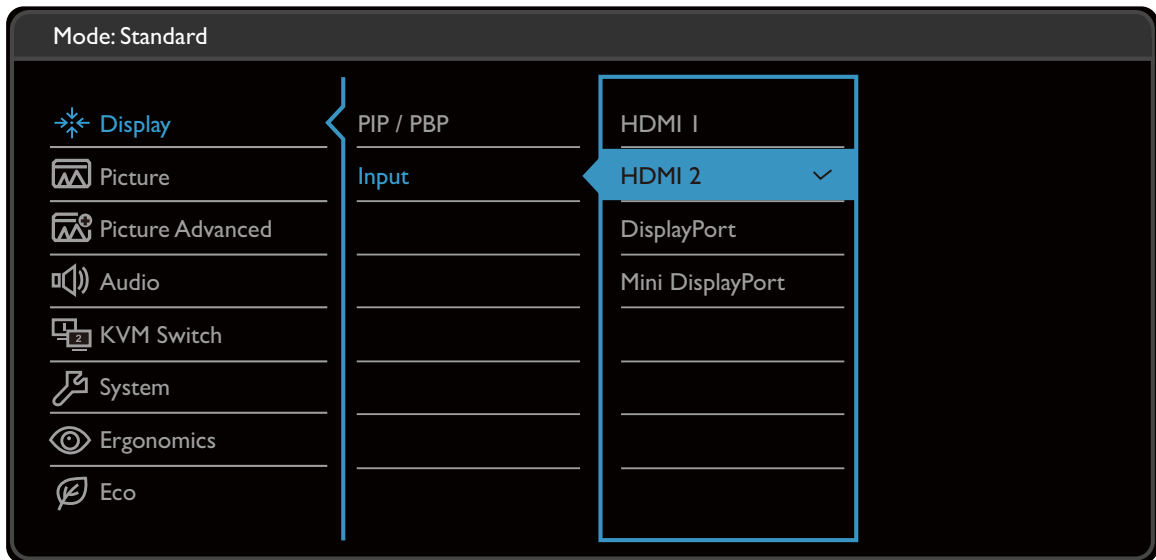 Mode: Standard
Display
Picture
Picture Advanced
Audio
2
KVM Switch
System
Ergonomics
Eco
PIP / PBP
Input
HDMI 1
HDMI 2
DisplayPort
Mini DisplayPort